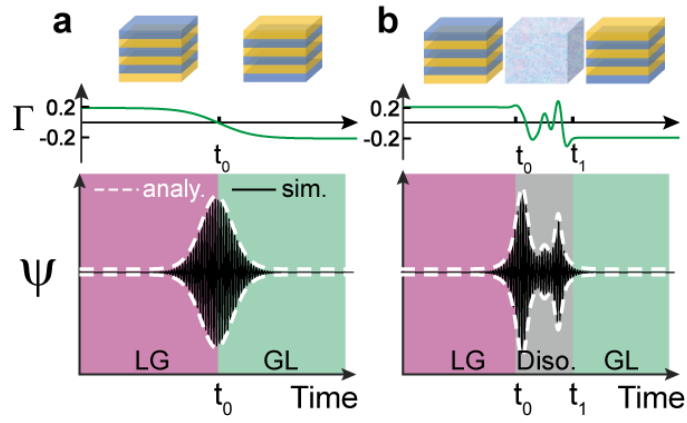 a
b
Γ
0.2
-0.2
t0
0.2
-0.2
t0
t1
analy.
sim.
Ψ
LG
GL
t0
Time
LG
Diso.
GL
t0
t1
Time